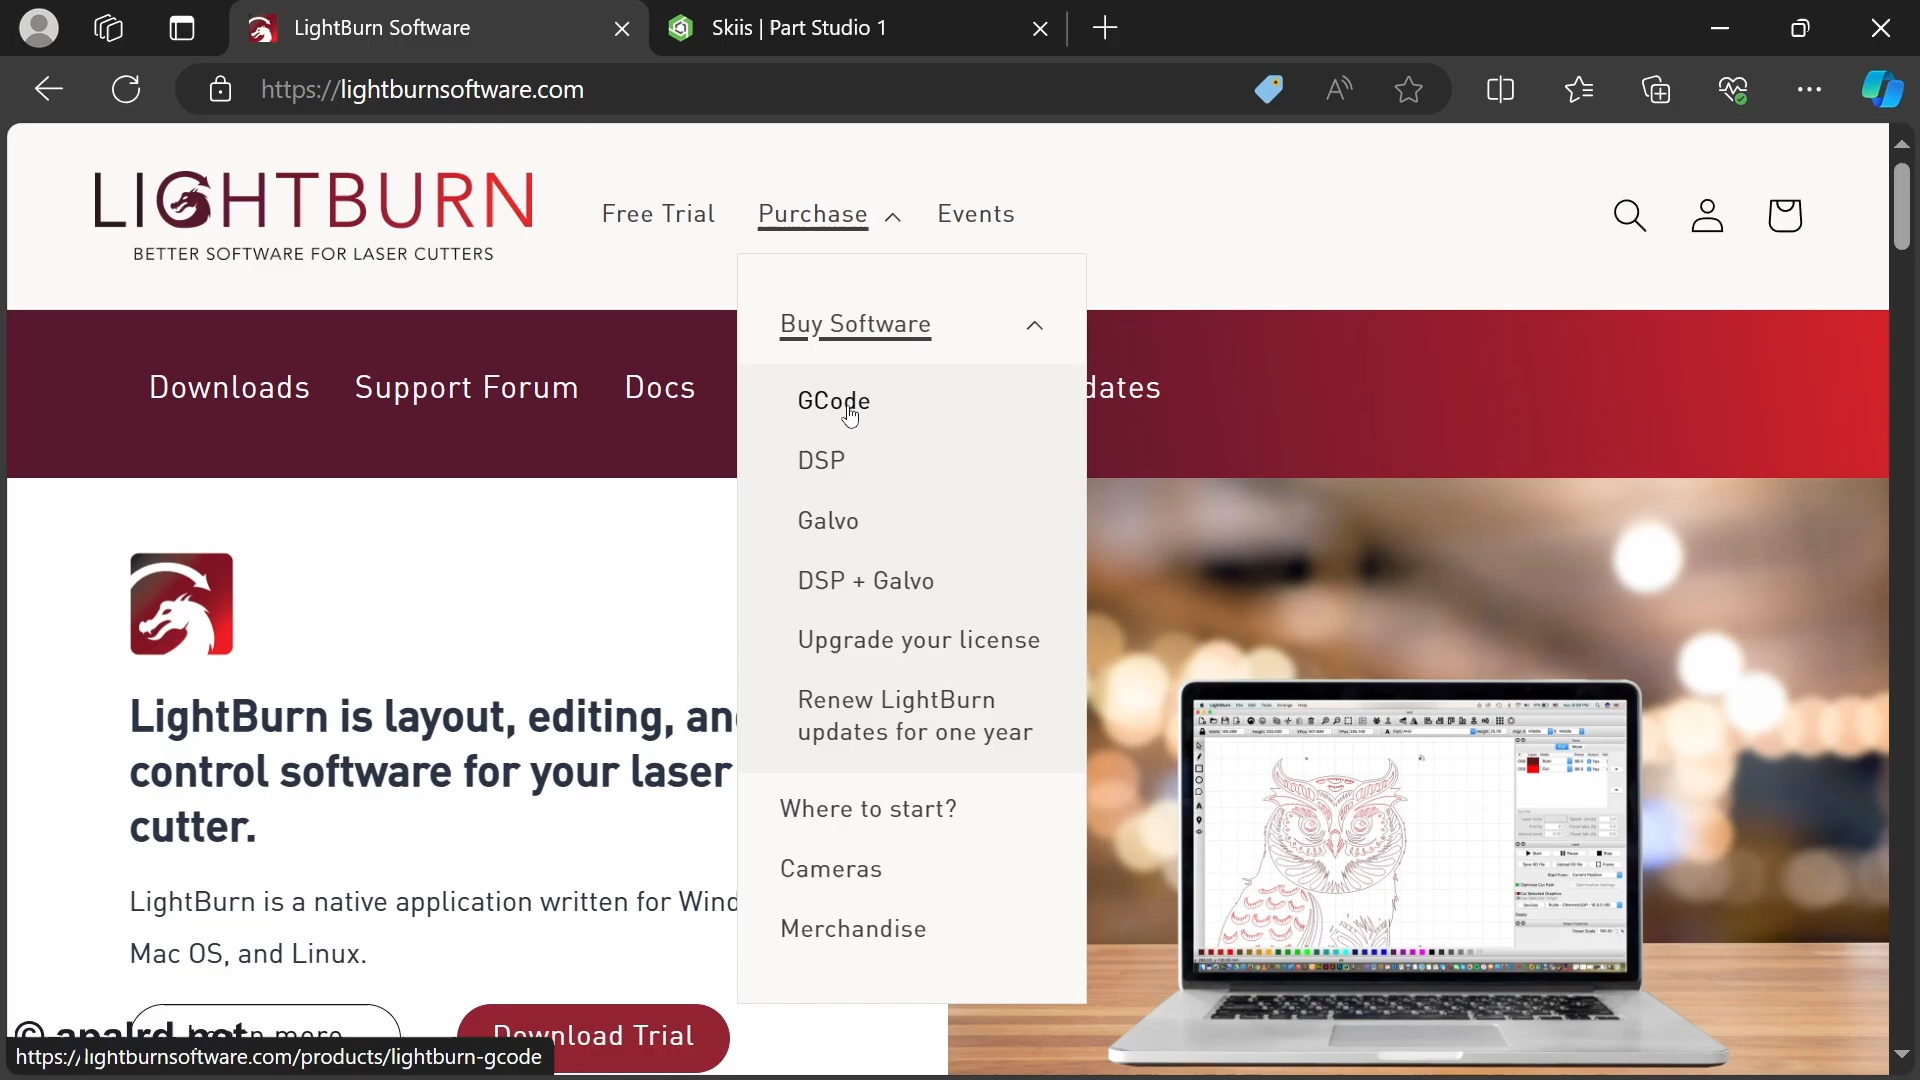 LightBurn Software
Skiis | Part Studio 1
https://lightburnsoftware.com
LIGHTBURN
BETTER SOFTWARE FOR LASER CUTTERS
Free Trial
Purchase
Events
Buy Software
GCode
DSP
Galvo
DSP + Galvo
Upgrade your license
Renew LightBurn
updates for one year
Where to start?
Cameras
Merchandise
Downloads
Support Forum
Docs
dates
LightBurn is layout, editing, an
control software for your laser
cutter.
LightBurn is a native application written for Wind
Mac OS, and Linux.
Download Trial
https://lightburnsoftware.com/products/lightburn-gcode